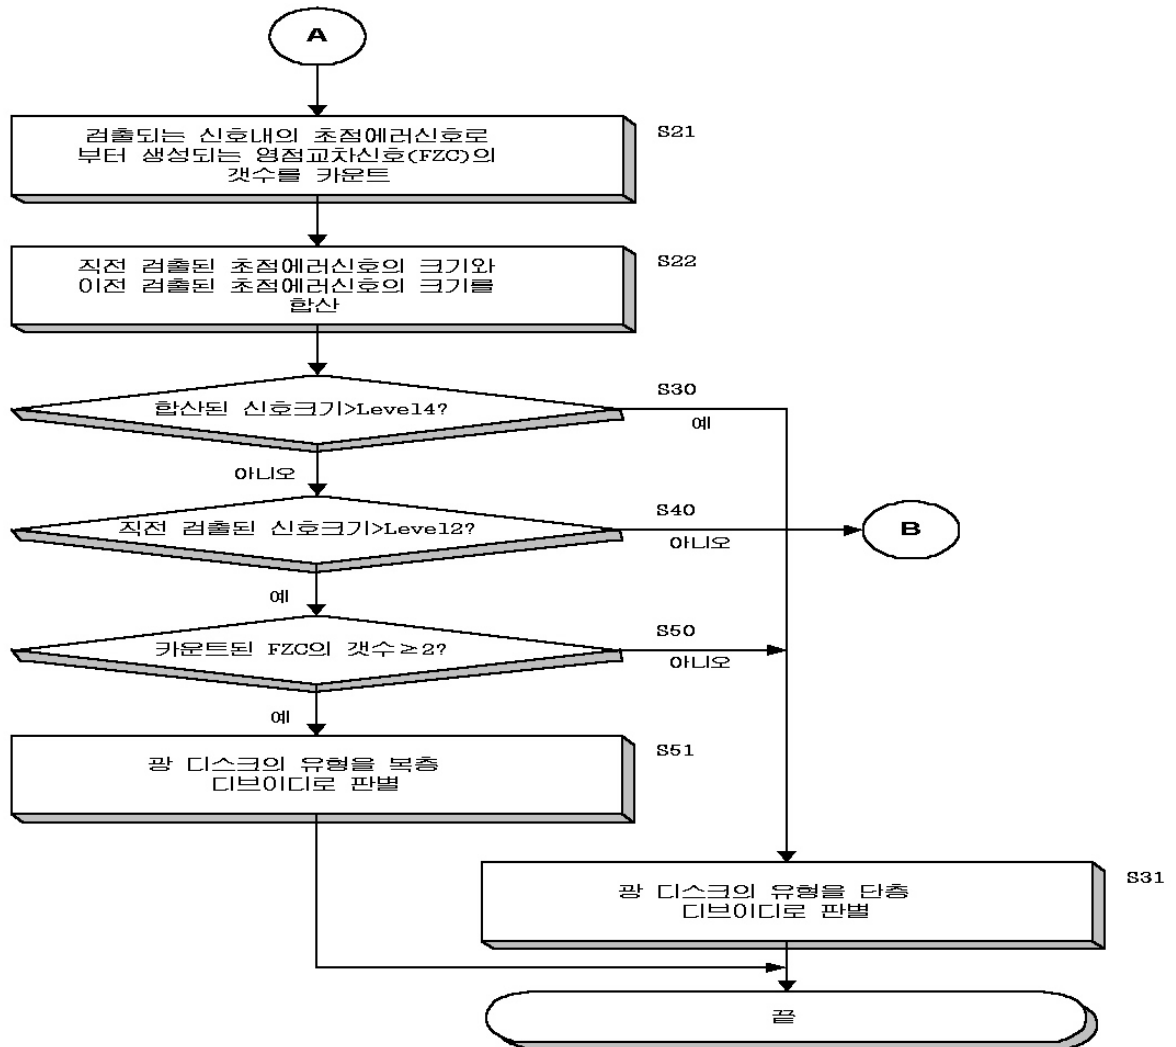 A
검출되는 신호내의 초점에러신호로
부터 생성되는 영점교차신호(FZC)의
갯수를 카운트
S21
직전 검출된 초점에러신호의 크기와
이전 검출된 초점에러신호의 크기를
합산
S22
합산된 신호크기>Level4?
S30
예
아니오
직전 검출된 신호크기>Level2?
S40
아니오
B
예
카운트된 FZC의 갯수≥2?
S50
아니오
예
광 디스크의 유형을 복층
디브이디로 판별
S51
광 디스크의 유형을 단층
디브이디로 판별
S31
끝